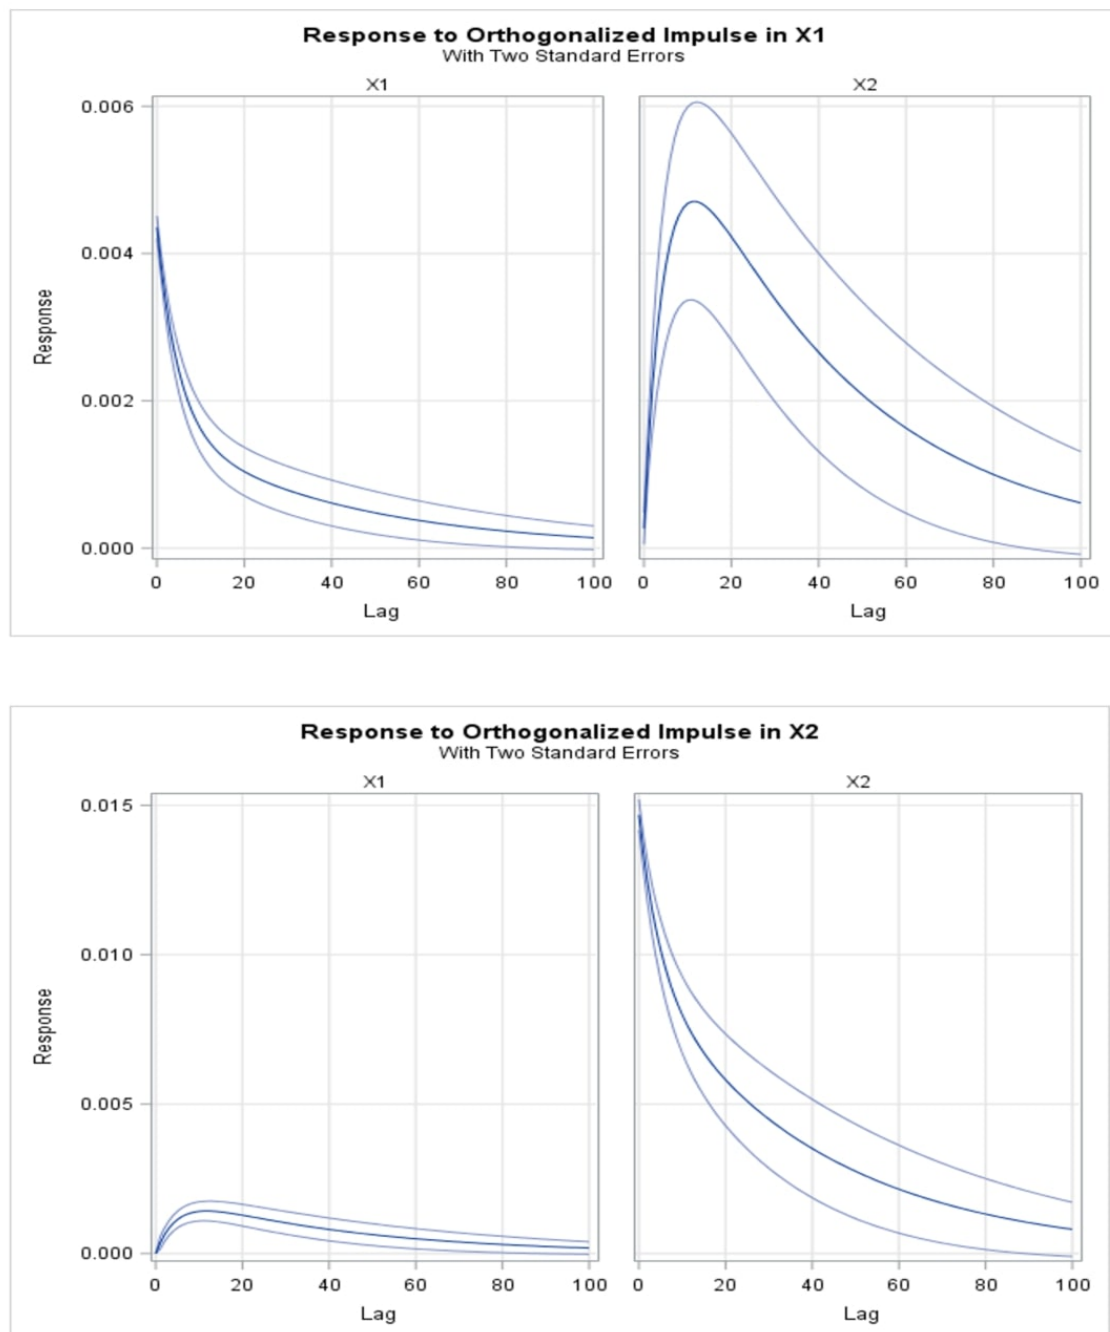 Response to Orthogonalized Impulse in X1
With Two Standard Errors
X1 X2
0.006
0.004
0.002
0.000
Response
0 20 40 60 80 100 0 20 40 60 80 100
Lag Lag
Response to Orthogonalized Impulse in X2
With Two Standard Errors
X1 X2
0.015
0.010
0.005
0.000
Response
0 20 40 60 80 100 0 20 40 60 80 100
Lag Lag